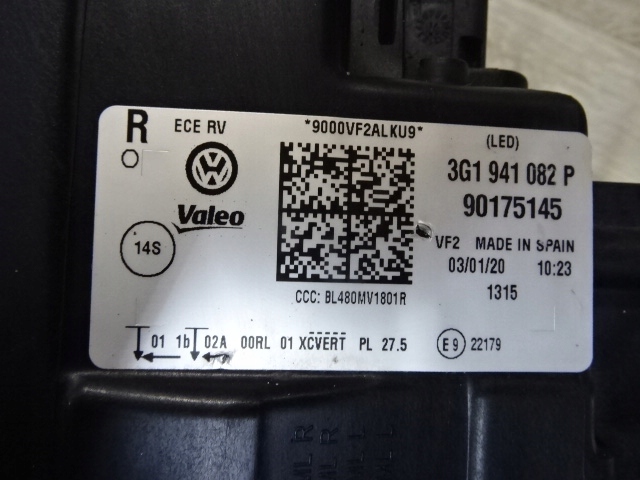 R ECE RV *9000VF2ALKU9* (LED)
3G1 941 082 P
Valeo 90175145
14S VF2 MADE IN SPAIN
03/01/20 10:23
CCC: BL480MV1801R 1315
01 1b 02A 00RL 01 XCVERT PL 27.5 E9 22179